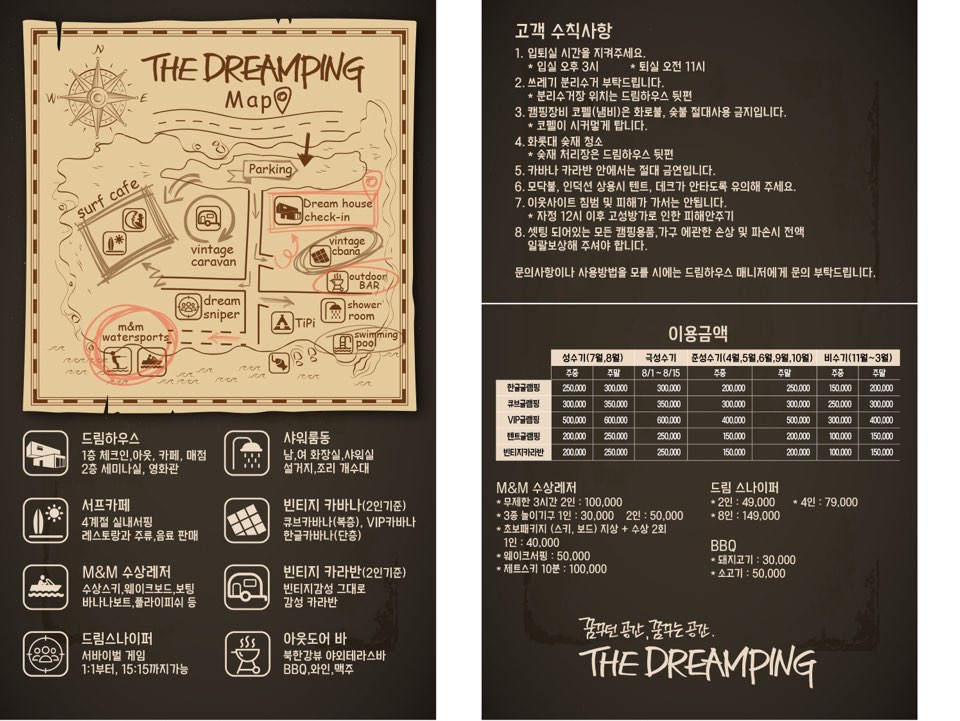 N
W
E
S
THE DREAMPING
Map
Parking
surf cafe
vintage
caravan
Dream house
check-in
vintage
cbana
outdoor
BAR
dream
sniper
shower
room
TiPi
swimming
pool
m&m
watersports
드림하우스
1층 체크인,아웃, 카페, 매점
2층 세미나실, 영화관
샤워룸동
남,여 화장실,샤워실
설거지,조리 개수대
서프카페
4계절 실내서핑
레스토랑과 주류,음료 판매
빈티지 카바나(2인기준)
큐브카바나(복층), VIP카바나
한글카바나(단층)
M&M 수상레저
수상스키,웨이크보드,보팅
바나나보트,플라이피쉬 등
빈티지 카라반(2인기준)
빈티지감성 그대로
감성 카라반
드림스나이퍼
서바이벌 게임
1:1부터, 15:15까지가능
아웃도어 바
북한강뷰 야외테라스바
BBQ,와인,맥주
고객 수칙사항
1. 입퇴실 시간을 지켜주세요.
* 입실 오후 3시 * 퇴실 오전 11시
2. 쓰레기 분리수거 부탁드립니다.
* 분리수거장 위치는 드림하우스 뒷편
3. 캠핑장비 코펠(냄비)은 화로불, 숯불 절대사용 금지입니다.
* 코펠이 시커멓게 탑니다.
4. 화롯대 숯재 청소
* 숯재 처리장은 드림하우스 뒷편
5. 카바나 카라반 안에서는 절대 금연입니다.
6. 모닥불, 인덕션 상용시 텐트, 데크가 안타도록 유의해 주세요.
7. 이웃사이트 침범 및 피해가 가서는 안됩니다.
* 자정 12시 이후 고성방가로 인한 피해안주기
8. 셋팅 되어있는 모든 캠핑용품,가구 에관한 손상 및 파손시 전액
일괄보상해 주셔야 합니다.
문의사항이나 사용방법을 모를 시에는 드림하우스 매니저에게 문의 부탁드립니다.
이용금액
성수기(7월,8월) 극성수기 준성수기(4월,5월,6월,9월,10월) 비수기(11월~3월)
주중 주말 8/1 ~ 8/15 주중 주말 주중 주말
한글글램핑 250,000 300,000 300,000 200,000 250,000 150,000 200,000
큐브글램핑 300,000 350,000 350,000 250,000 300,000 250,000 300,000
VIP글램핑 500,000 600,000 600,000 400,000 500,000 300,000 400,000
텐트글램핑 200,000 250,000 250,000 150,000 200,000 100,000 150,000
빈티지카라반 200,000 250,000 250,000 150,000 200,000 100,000 150,000
M&M 수상레저
* 무제한 3시간 2인 : 100,000
* 3종 놀이기구 1인 : 30,000 2인 : 50,000
* 초보패키지 (스키, 보드) 지상 + 수상 2회
1인 : 40,000
* 웨이크서핑 : 50,000
* 제트스키 10분 : 100,000
드림 스나이퍼
* 2인 : 49,000 * 4인 : 79,000
* 8인 : 149,000
BBQ
* 돼지고기 : 30,000
* 소고기 : 50,000
꿈꾸던 공간, 꿈꾸는 공간.
THE DREAMPING